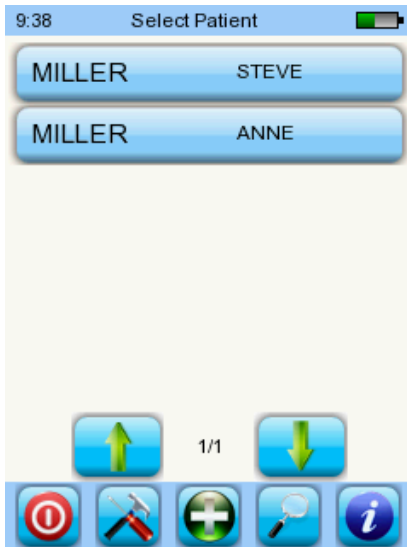 9:38 Select Patient
MILLER STEVE
MILLER ANNE
1/1
i